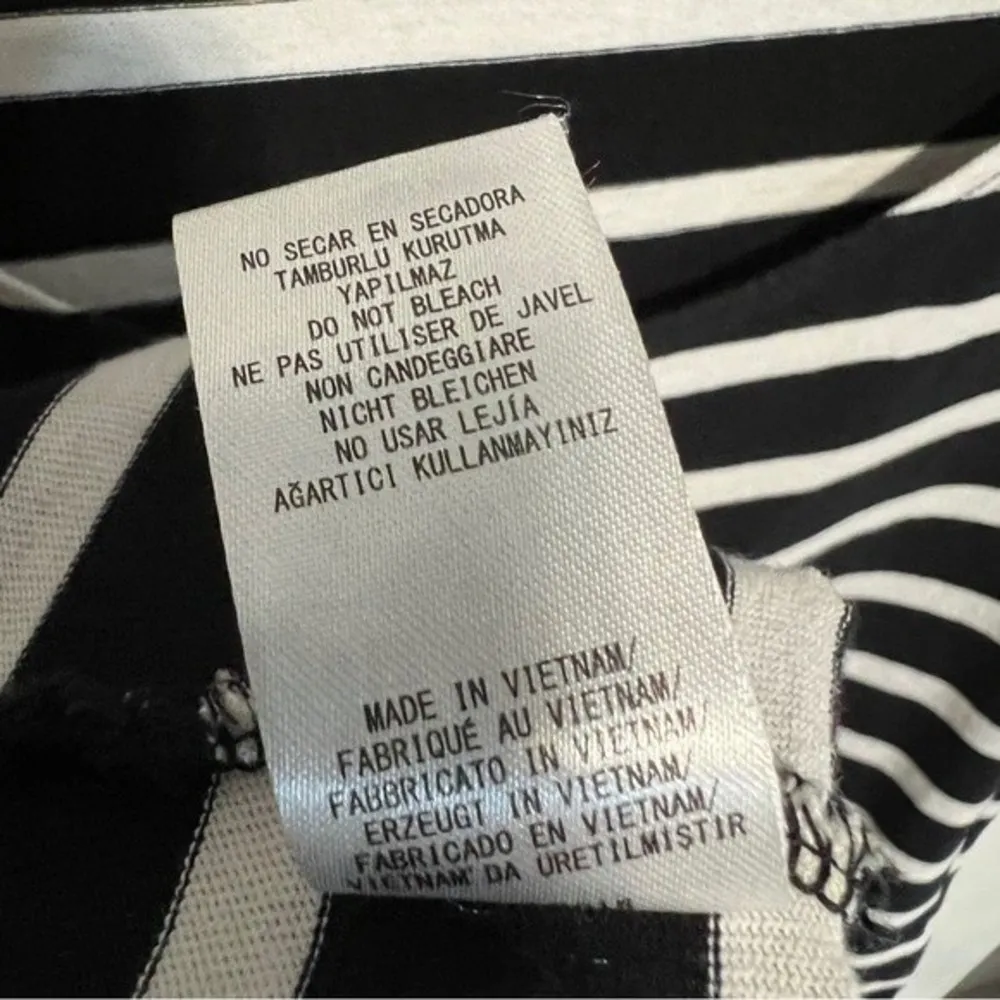 NO SECAR EN SECADORA
TAMBURLU KURUTMA
YAPILMAZ
DO NOT BLEACH
NE PAS UTILISER DE JAVEL
NON CANDEGGIARE
NICHT BLEICHEN
NO USAR LEJÍA
AĞARTICI KULLANMAYINIZ
MADE IN VIETNAM/
FABRIQUÉ AU VIETNAM/
FABBRICATO IN VIETNAM/
ERZEUGT IN VIETNAM/
FABRICADO EN VIETNAM/
VIETNAM' DA ÜRETILMIŞTIR